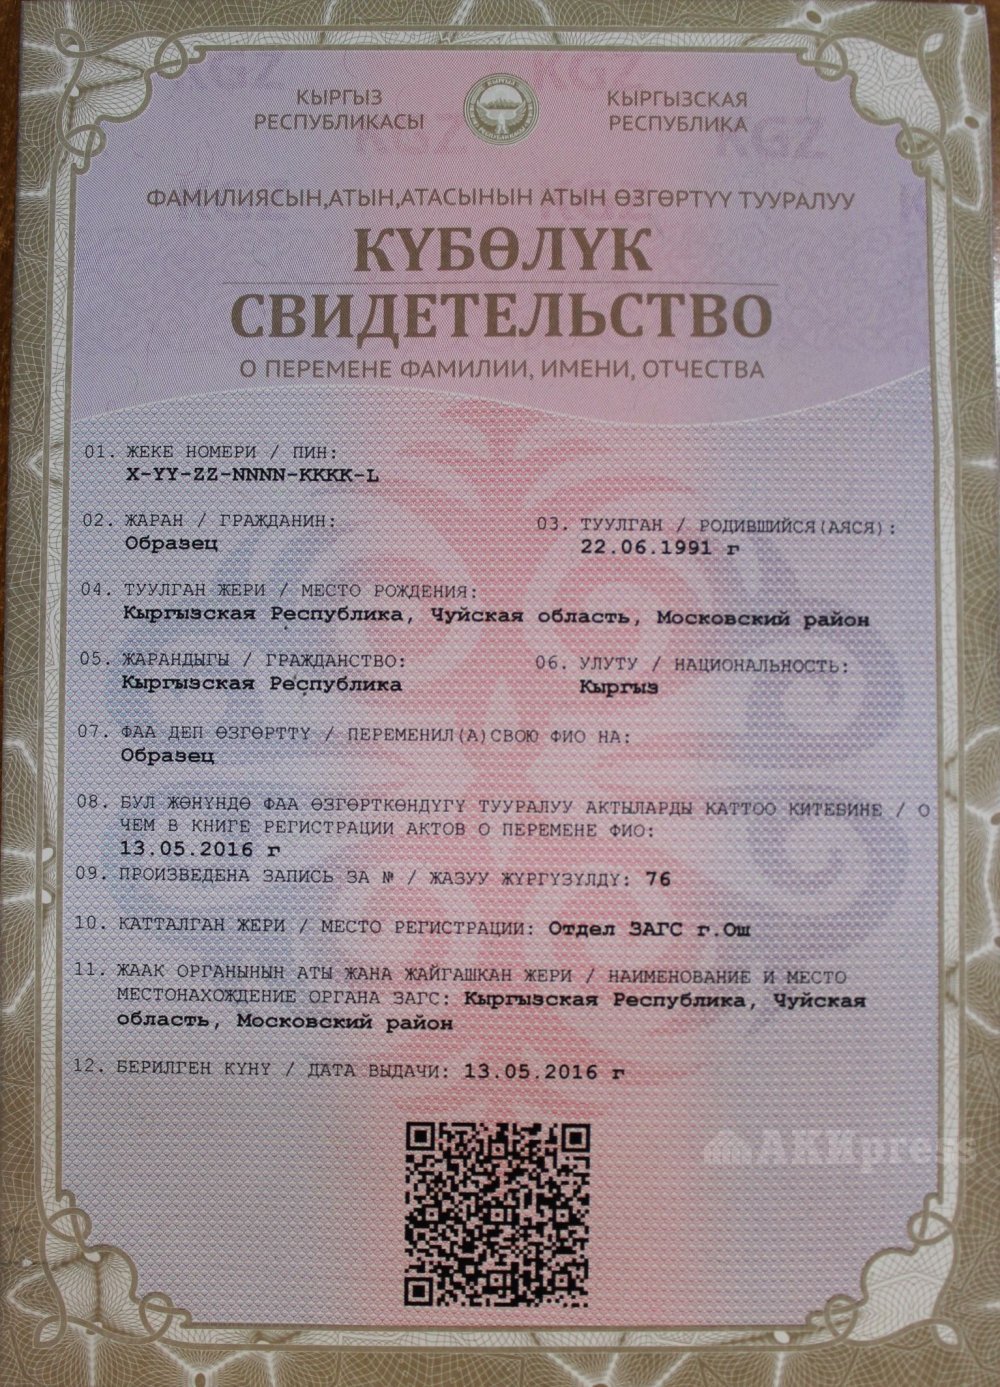 КЫРГЫЗ
РЕСПУБЛИКАСЫ
КЫРГЫЗСКАЯ
РЕСПУБЛИКА
ФАМИЛИЯСЫН,АТЫН,АТАСЫНЫН АТЫН ӨЗГӨРТҮҮ ТУУРАЛУУ
КҮБӨЛҮК
СВИДЕТЕЛЬСТВО
О ПЕРЕМЕНЕ ФАМИЛИИ, ИМЕНИ, ОТЧЕСТВА
01. ЖЕКЕ НОМЕРИ / ПИН:
X-YY-ZZ-NNNN-KKKK-L
02. ЖАРАН / ГРАЖДАНИН:
Образец
03. ТУУЛГАН / РОДИВШИЙСЯ(АЯСЯ):
22.06.1991 г
04. ТУУЛГАН ЖЕРИ / МЕСТО РОЖДЕНИЯ:
Кыргызская Республика, Чуйская область, Московский район
05. ЖАРАНДЫГЫ / ГРАЖДАНСТВО:
Кыргызская Республика
06. УЛУТУ / НАЦИОНАЛЬНОСТЬ:
Кыргыз
07. ФАА ДЕП ӨЗГӨРТТҮ / ПЕРЕМЕНИЛ(А)СВОЮ ФИО НА:
Образец
08. БУЛ ЖӨНҮНДӨ ФАА ӨЗГӨРТКӨНДҮГҮ ТУУРАЛУУ АКТЫЛАРДЫ КАТТОО КИТЕБИНЕ / О
ЧЕМ В КНИГЕ РЕГИСТРАЦИИ АКТОВ О ПЕРЕМЕНЕ ФИО:
13.05.2016 г
09. ПРОИЗВЕДЕНА ЗАПИСЬ ЗА № / ЖАЗУУ ЖҮРГҮЗҮЛДҮ: 76
10. КАТТАЛГАН ЖЕРИ / МЕСТО РЕГИСТРАЦИИ: Отдел ЗАГС г.Ош
11. ЖААК ОРГАНЫНЫН АТЫ ЖАНА ЖАЙГАШКАН ЖЕРИ / НАИМЕНОВАНИЕ И МЕСТО
МЕСТОНАХОЖДЕНИЕ ОРГАНА ЗАГС: Кыргызская Республика, Чуйская
область, Московский район
12. БЕРИЛГЕН КҮНҮ / ДАТА ВЫДАЧИ: 13.05.2016 г
АКИpress